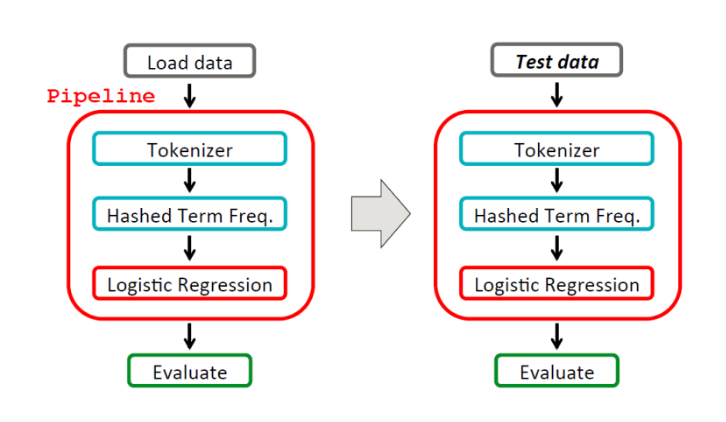 Load data
Pipeline
Tokenizer
Hashed Term Freq.
Logistic Regression
Evaluate
Test data
Tokenizer
Hashed Term Freq.
Logistic Regression
Evaluate